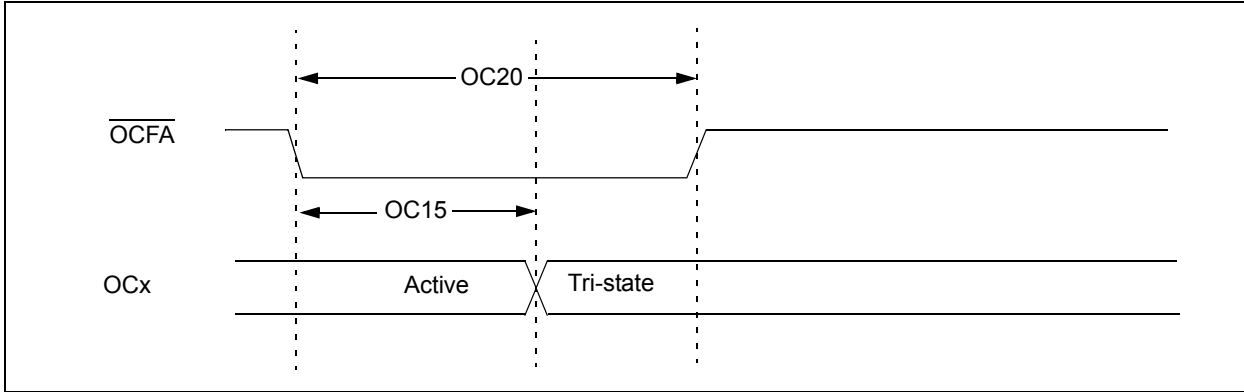 OC20
OCFA
OC15
OCx
Active
Tri-state